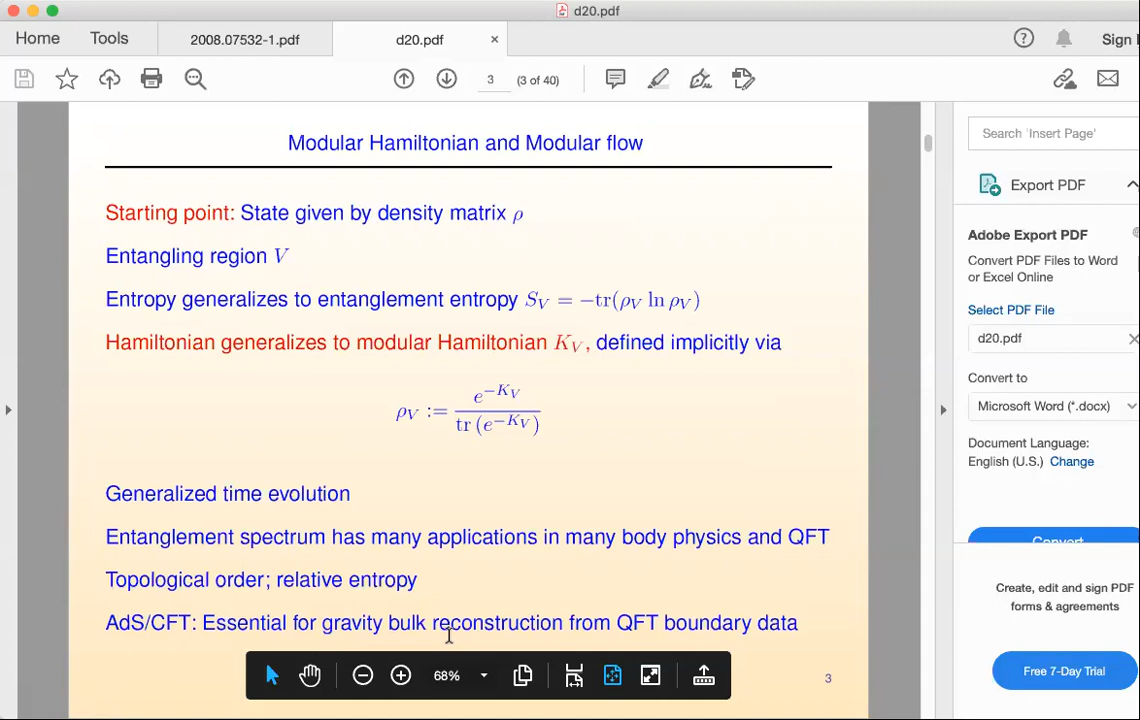 d20.pdf
Home Tools 2008.07532-1.pdf d20.pdf × Sign
3 (3 of 40)
Modular Hamiltonian and Modular flow
Starting point: State given by density matrix ρ
Entangling region V
Entropy generalizes to entanglement entropy S_V = −tr(ρ_V ln ρ_V)
Hamiltonian generalizes to modular Hamiltonian K_V, defined implicitly via
ρ_V := e^{−K_V} / tr (e^{−K_V})
Generalized time evolution
Entanglement spectrum has many applications in many body physics and QFT
Topological order; relative entropy
AdS/CFT: Essential for gravity bulk reconstruction from QFT boundary data
68%
3
Search 'Insert Page'
Export PDF
Adobe Export PDF
Convert PDF Files to Word
or Excel Online
Select PDF File
d20.pdf ×
Convert to
Microsoft Word (*.docx)
Document Language:
English (U.S.) Change
Convert
Create, edit and sign PDF
forms & agreements
Free 7-Day Trial